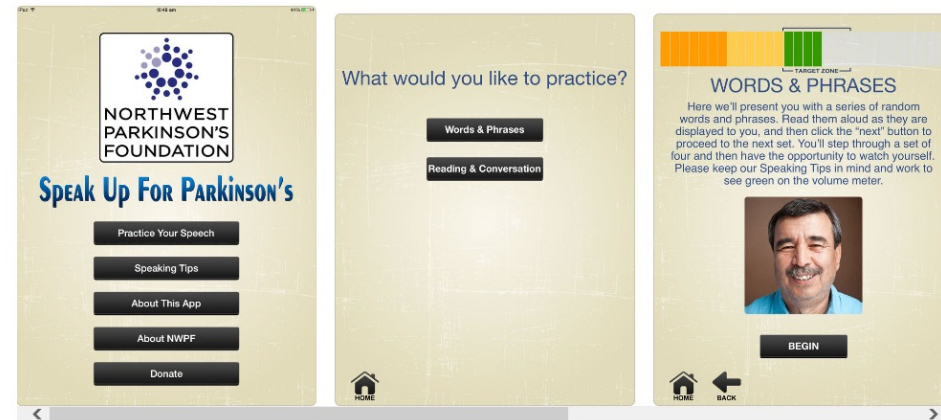 iPad
10:48 am
NORTHWEST
PARKINSON'S
FOUNDATION
SPEAK UP FOR PARKINSON'S
Practice Your Speech
Speaking Tips
About This App
About NWPF
Donate
What would you like to practice?
Words & Phrases
Reading & Conversation
HOME
TARGET ZONE
WORDS & PHRASES
Here we'll present you with a series of random
words and phrases. Read them aloud as they are
displayed to you, and then click the "next" button to
proceed to the next set. You'll step through a set of
four and then have the opportunity to watch yourself.
Please keep our Speaking Tips in mind and work to
see green on the volume meter.
BEGIN
HOME
BACK